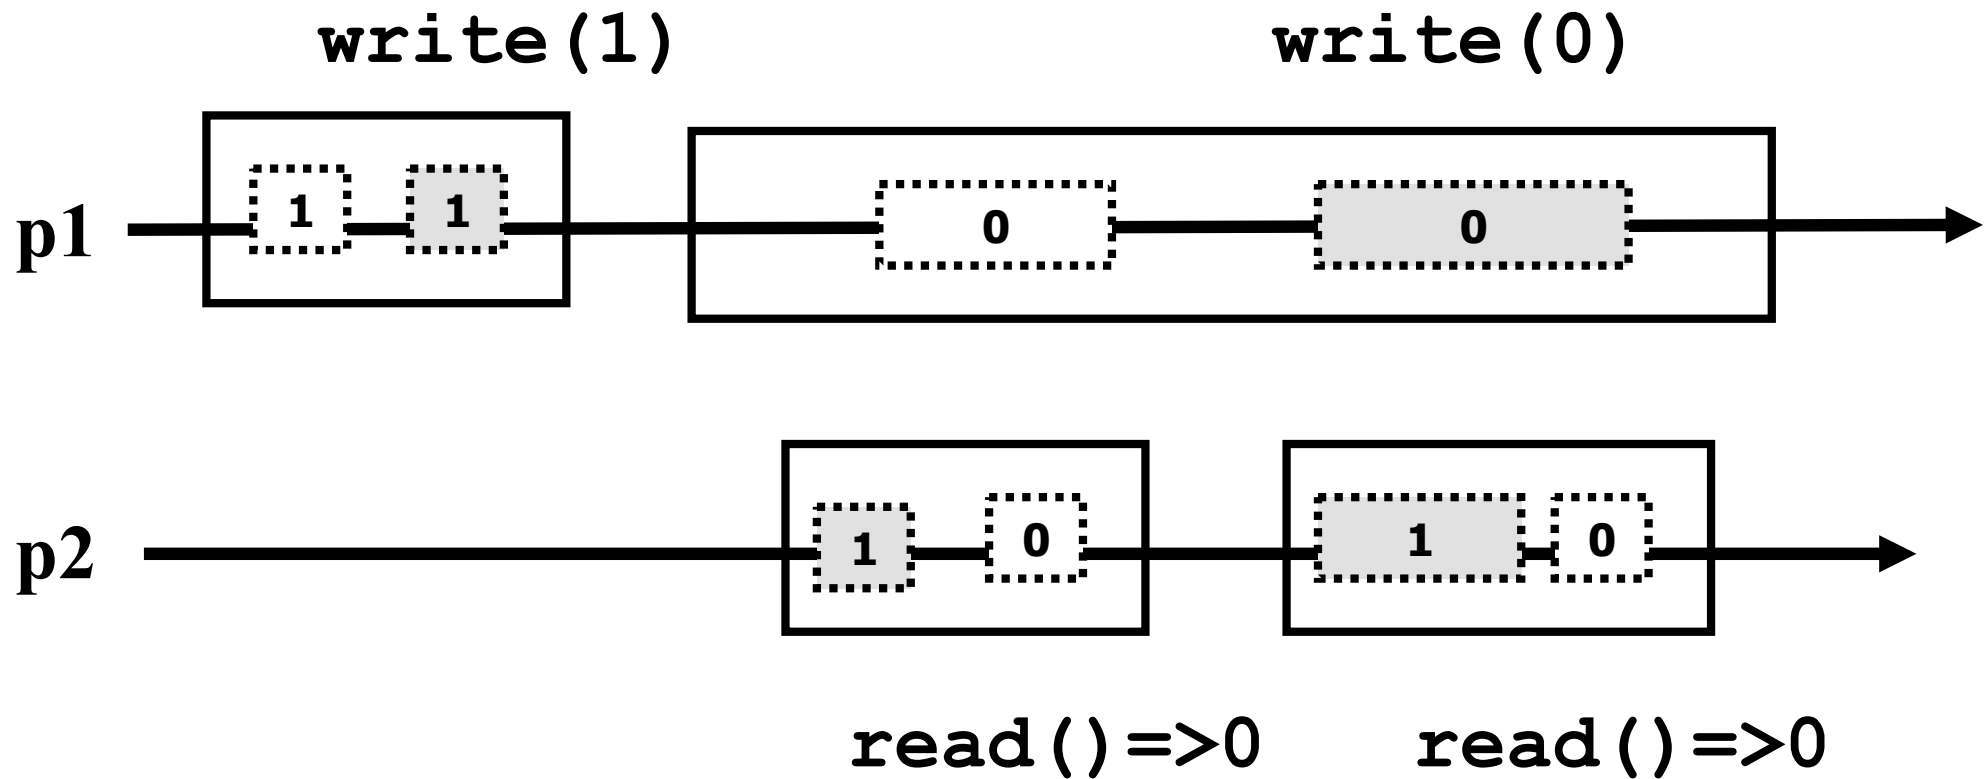 write(1) write(0)
p1 1 1 0 0
p2 1 0 1 0
read()=>0 read()=>0